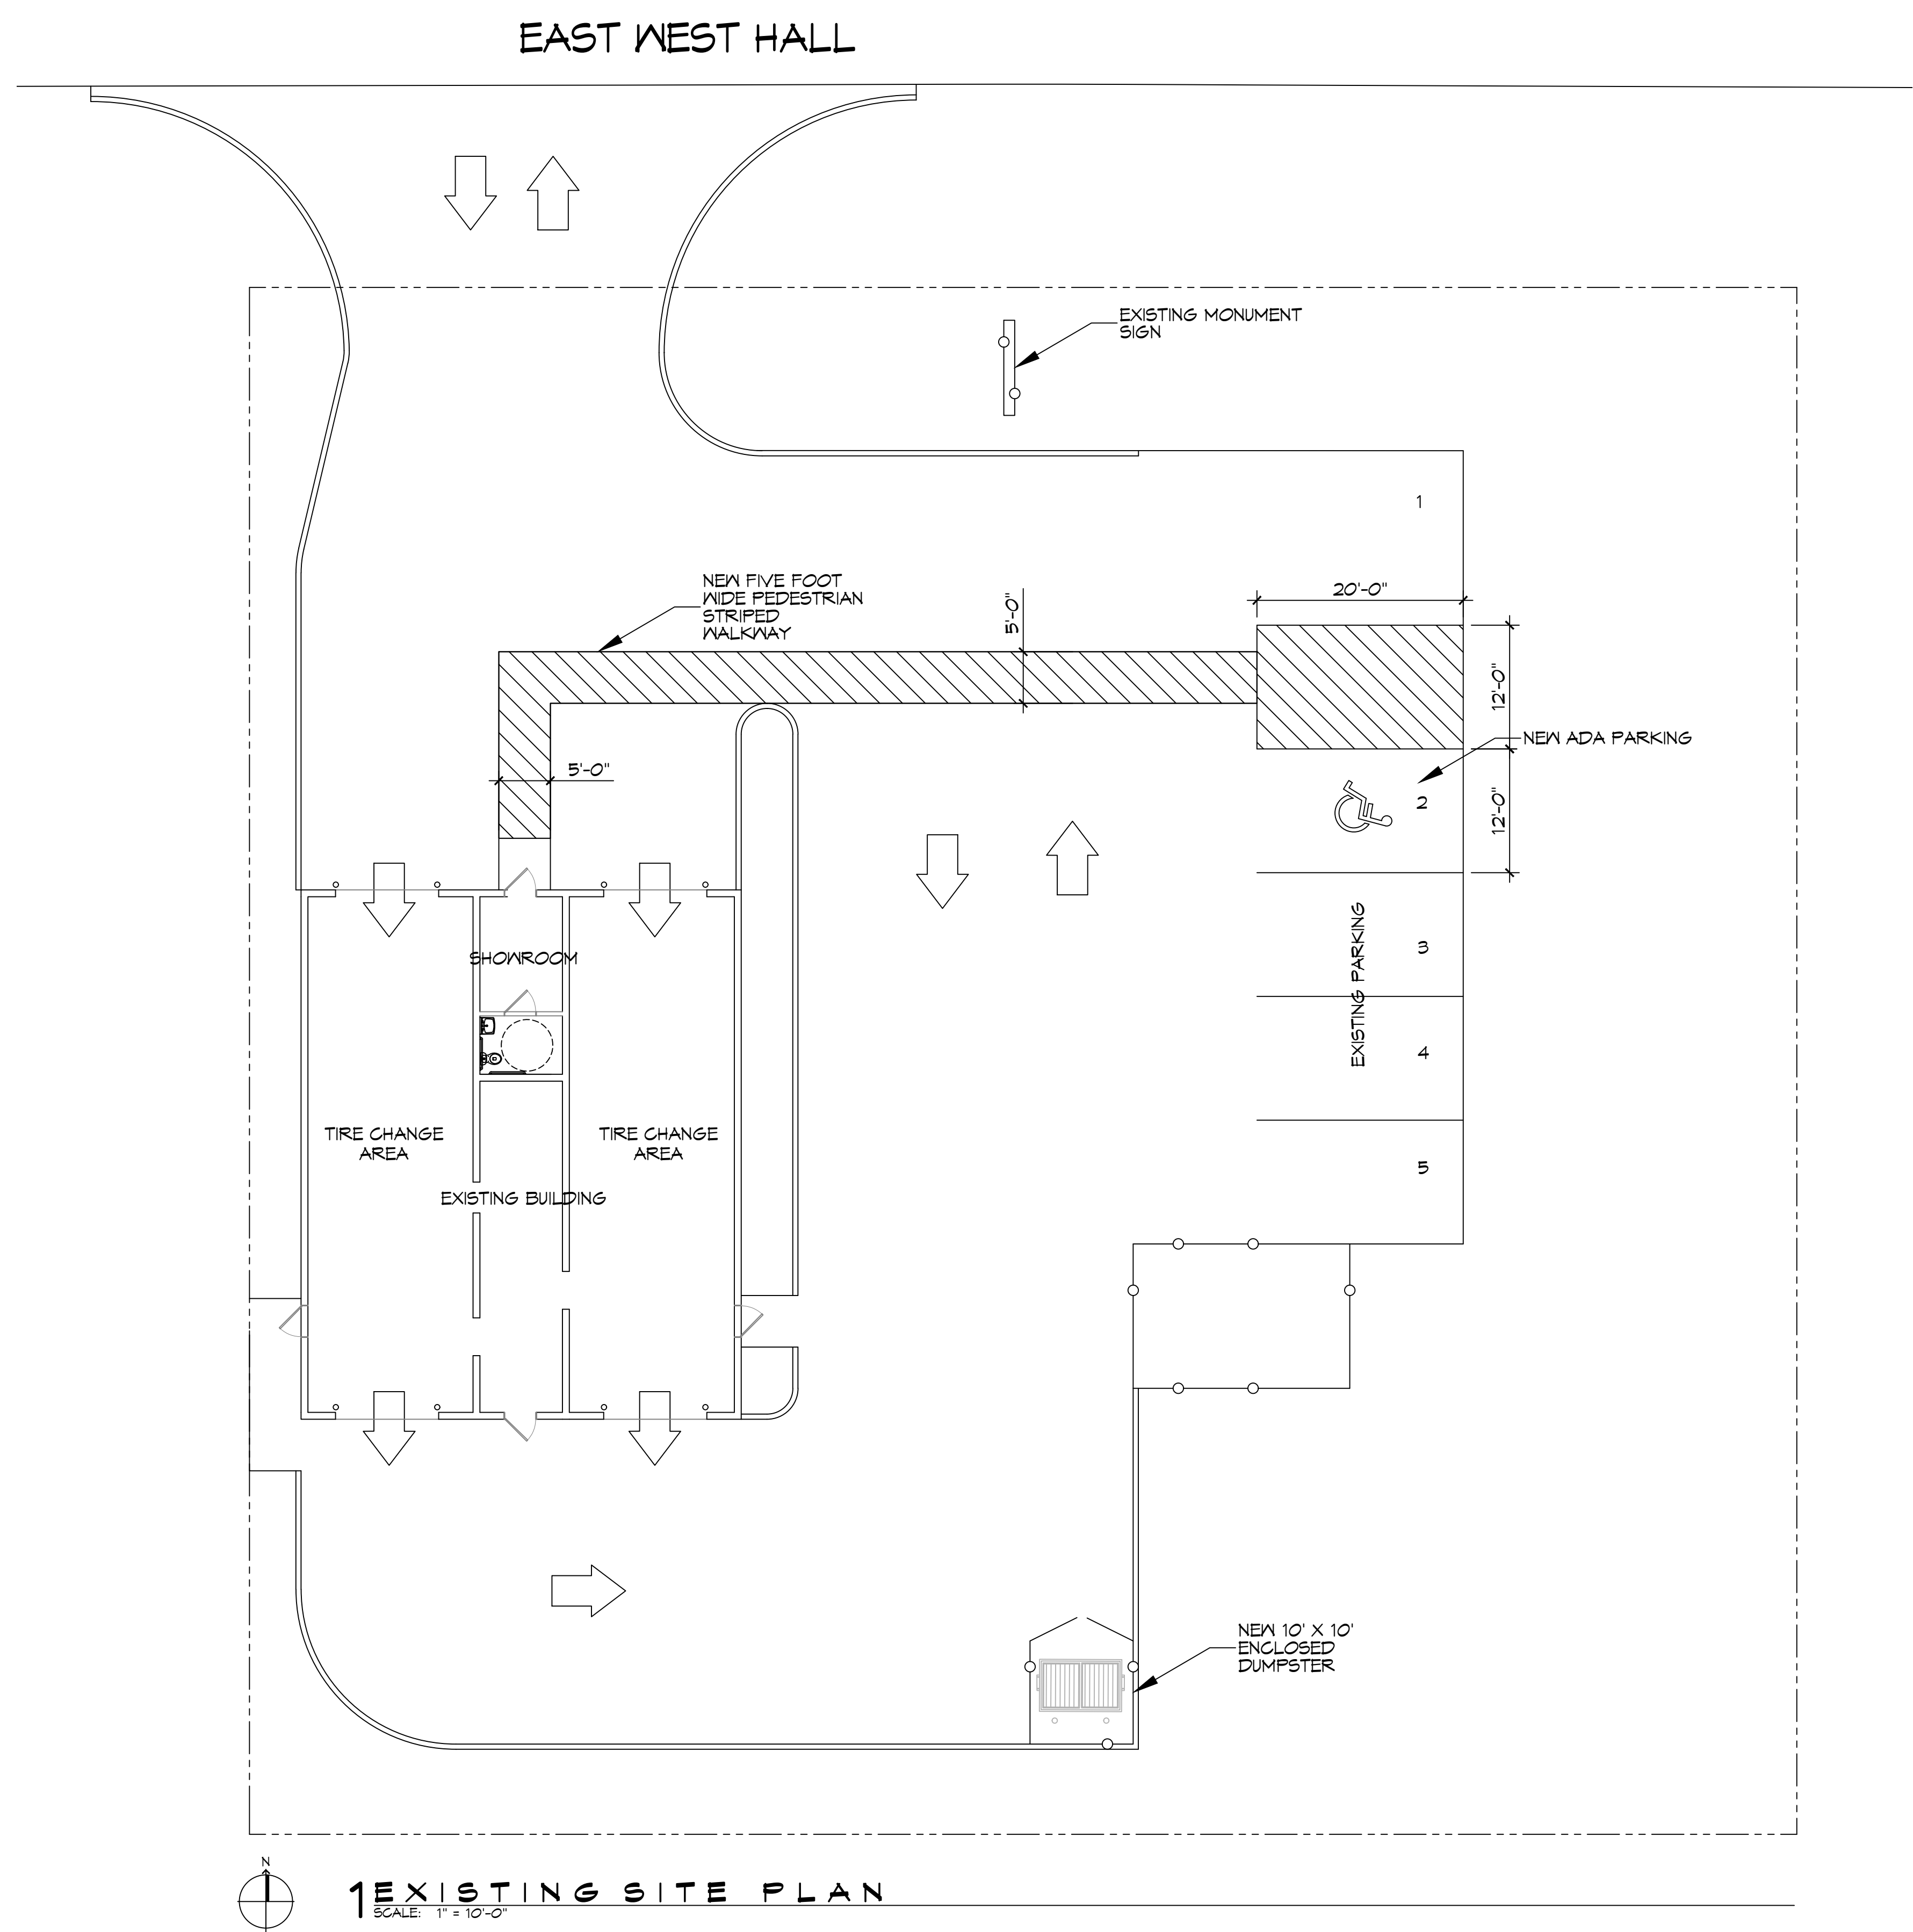 EAST WEST HALL
EXISTING MONUMENT
SIGN
1
NEW FIVE FOOT
WIDE PEDESTRIAN
STRIPED
WALKWAY
5'-0"
20'-0"
12'-0"
NEW ADA PARKING
5'-0"
2
12'-0"
SHOWROOM
EXISTING PARKING
3
4
TIRE CHANGE
AREA
TIRE CHANGE
AREA
5
EXISTING BUILDING
NEW 10' X 10'
ENCLOSED
DUMPSTER
N
1 EXISTING SITE PLAN
SCALE: 1" = 10'-0"